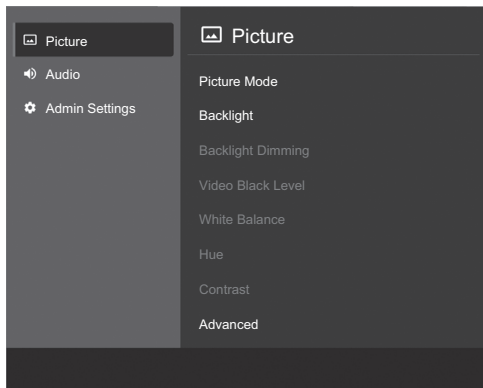 Picture
Audio
Admin Settings
Picture
Picture Mode
Backlight
Backlight Dimming
Video Black Level
White Balance
Hue
Contrast
Advanced